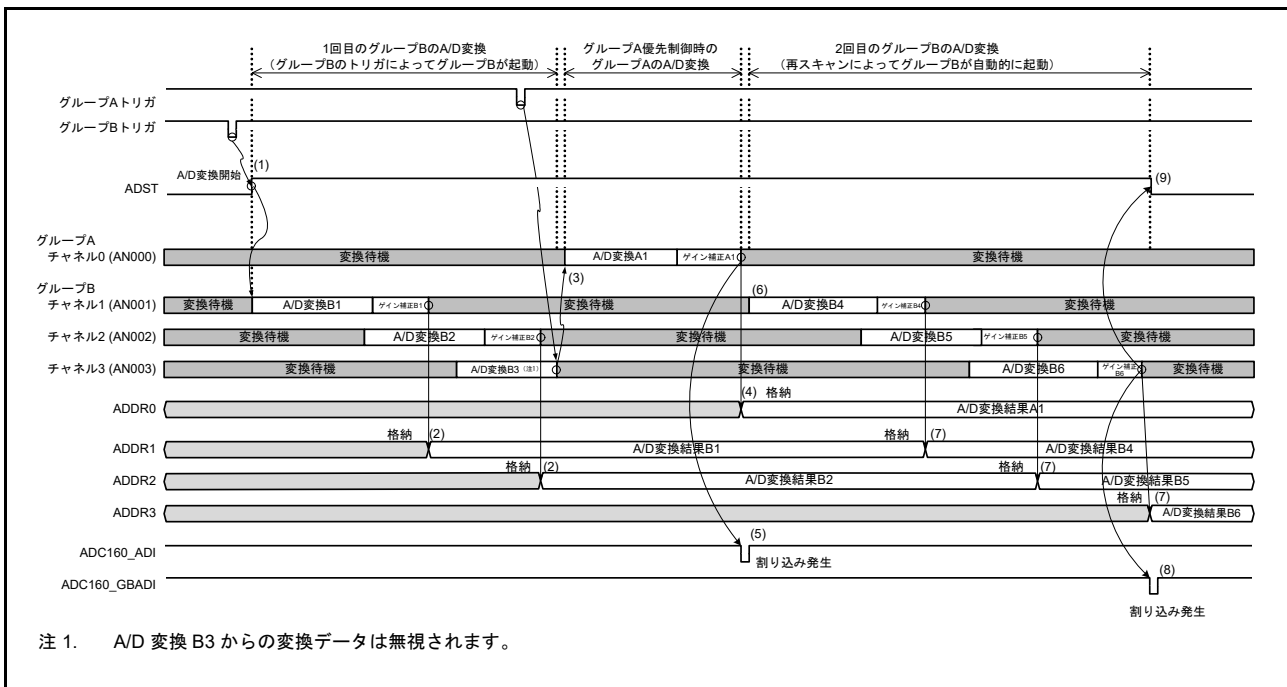 1回目のグループBのA/D変換
(グループBのトリガによってグループBが起動)
グループA優先制御時の
グループAのA/D変換
2回目のグループBのA/D変換
(再スキャンによってグループBが自動的に起動)
グループAトリガ
グループBトリガ
A/D変換開始
(1)
(9)
ADST
グループA
チャネル0 (AN000)
変換待機
A/D変換A1
ゲイン補正A1
変換待機
(3)
グループB
(6)
チャネル1 (AN001)
変換待機
A/D変換B1
ゲイン補正B1
変換待機
A/D変換B4
ゲイン補正B4
変換待機
チャネル2 (AN002)
変換待機
A/D変換B2
ゲイン補正B2
変換待機
A/D変換B5
ゲイン補正B5
変換待機
チャネル3 (AN003)
変換待機
A/D変換B3 (注1)
変換待機
A/D変換B6
ゲイン補正
B6
変換待機
(4) 格納
ADDR0
A/D変換結果A1
格納 (2)
格納 (7)
ADDR1
A/D変換結果B1
A/D変換結果B4
格納 (2)
格納 (7)
ADDR2
A/D変換結果B2
A/D変換結果B5
格納 (7)
ADDR3
A/D変換結果B6
(5)
ADC160_ADI
割り込み発生
(8)
ADC160_GBADI
割り込み発生
注 1. A/D 変換 B3 からの変換データは無視されます。